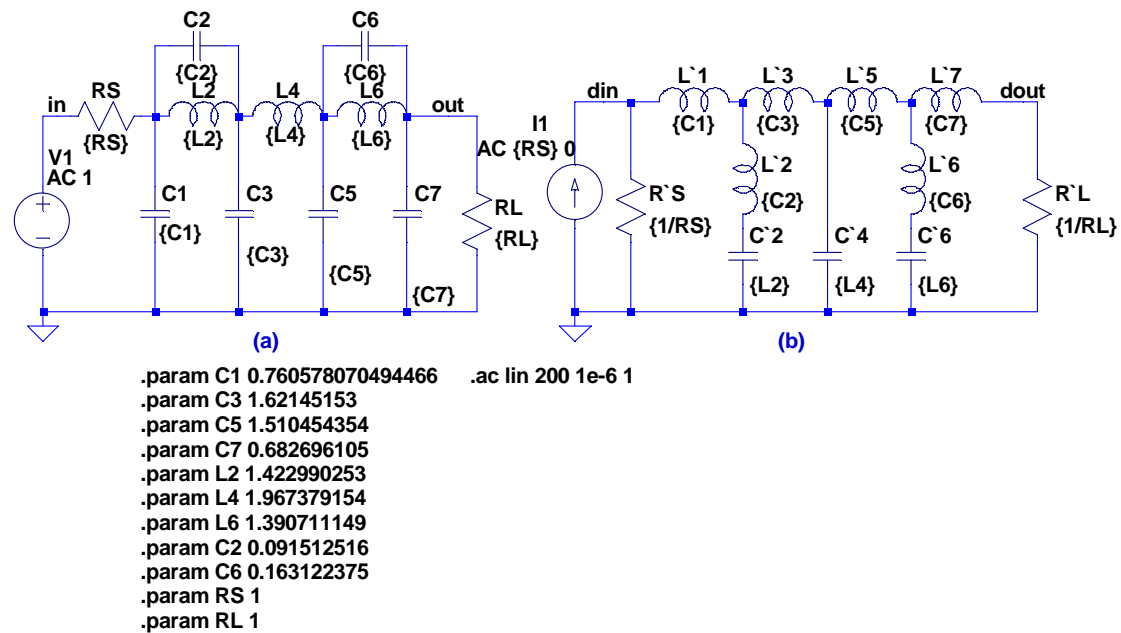 C2
C6
{C2}
{C6}
in
RS
L2
L4
L6
out
{RS}
{L2}
{L4}
{L6}
V1
AC 1
C1
C3
C5
C7
RL
{C1}
{C3}
{C5}
{C7}
{RL}
(a)
din
L`1
L`3
L`5
L`7
dout
{C1}
{C3}
{C5}
{C7}
I1
AC {RS} 0
R`S
{1/RS}
L`2
{C2}
L`6
{C6}
R`L
{1/RL}
C`2
C`4
C`6
{L2}
{L4}
{L6}
(b)
.param C1 0.760578070494466 .ac lin 200 1e-6 1
.param C3 1.62145153
.param C5 1.510454354
.param C7 0.682696105
.param L2 1.422990253
.param L4 1.967379154
.param L6 1.390711149
.param C2 0.091512516
.param C6 0.163122375
.param RS 1
.param RL 1